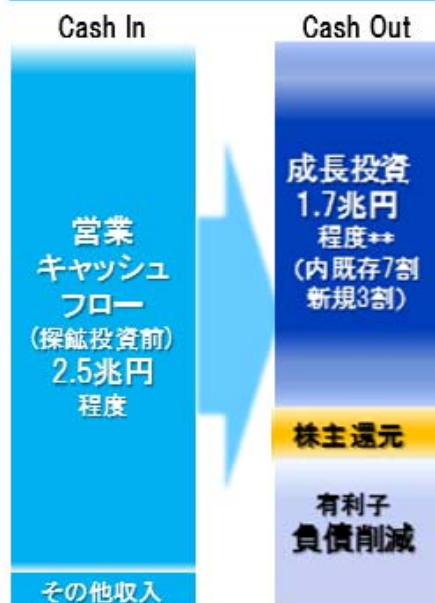 Cash In
営業
キャッシュ
フロー
(探鉱投資前)
2.5兆円
程度
その他収入
Cash Out
成長投資
1.7兆円
程度**
(内既存7割
新規3割)
株主還元
有利子
負債削減